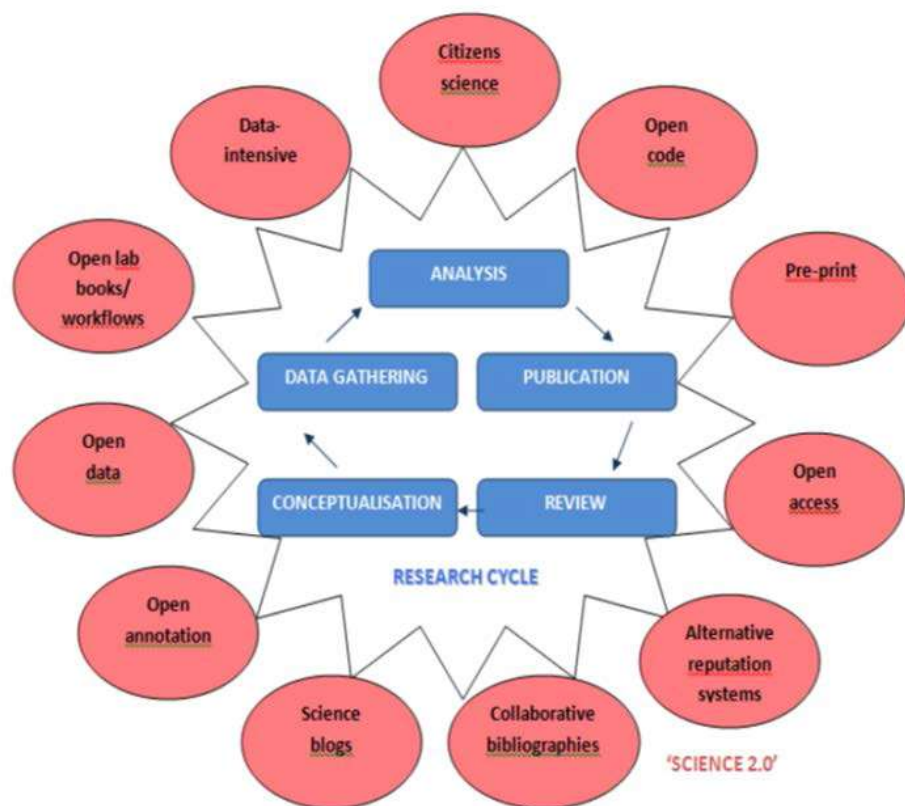 Citizens
science
Data-
intensive
Open
code
Open lab
books/
workflows
Pre-print
ANALYSIS
DATA GATHERING
PUBLICATION
Open
data
Open
access
CONCEPTUALISATION
REVIEW
RESEARCH CYCLE
Open
annotation
Alternative
reputation
systems
Science
blogs
Collaborative
bibliographies
'SCIENCE 2.0'